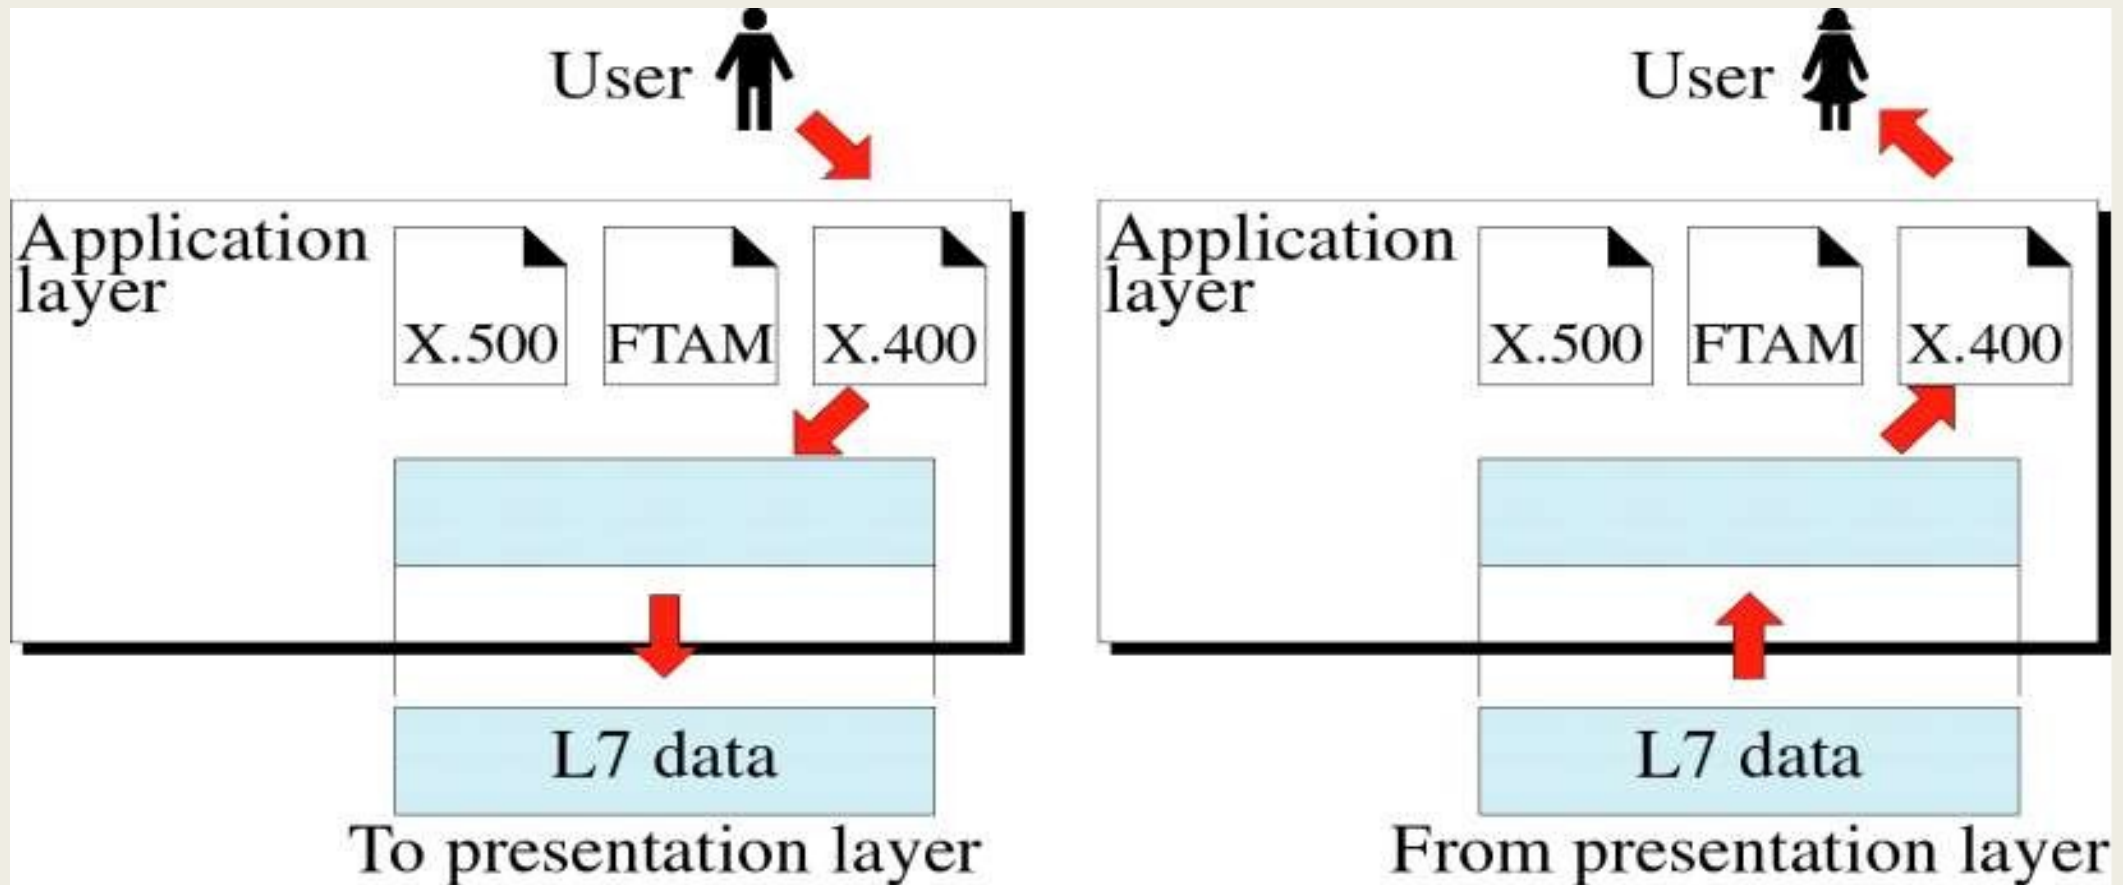 User
Application
layer
X.500
FTAM
X.400
L7 data
To presentation layer
User
Application
layer
X.500
FTAM
X.400
L7 data
From presentation layer